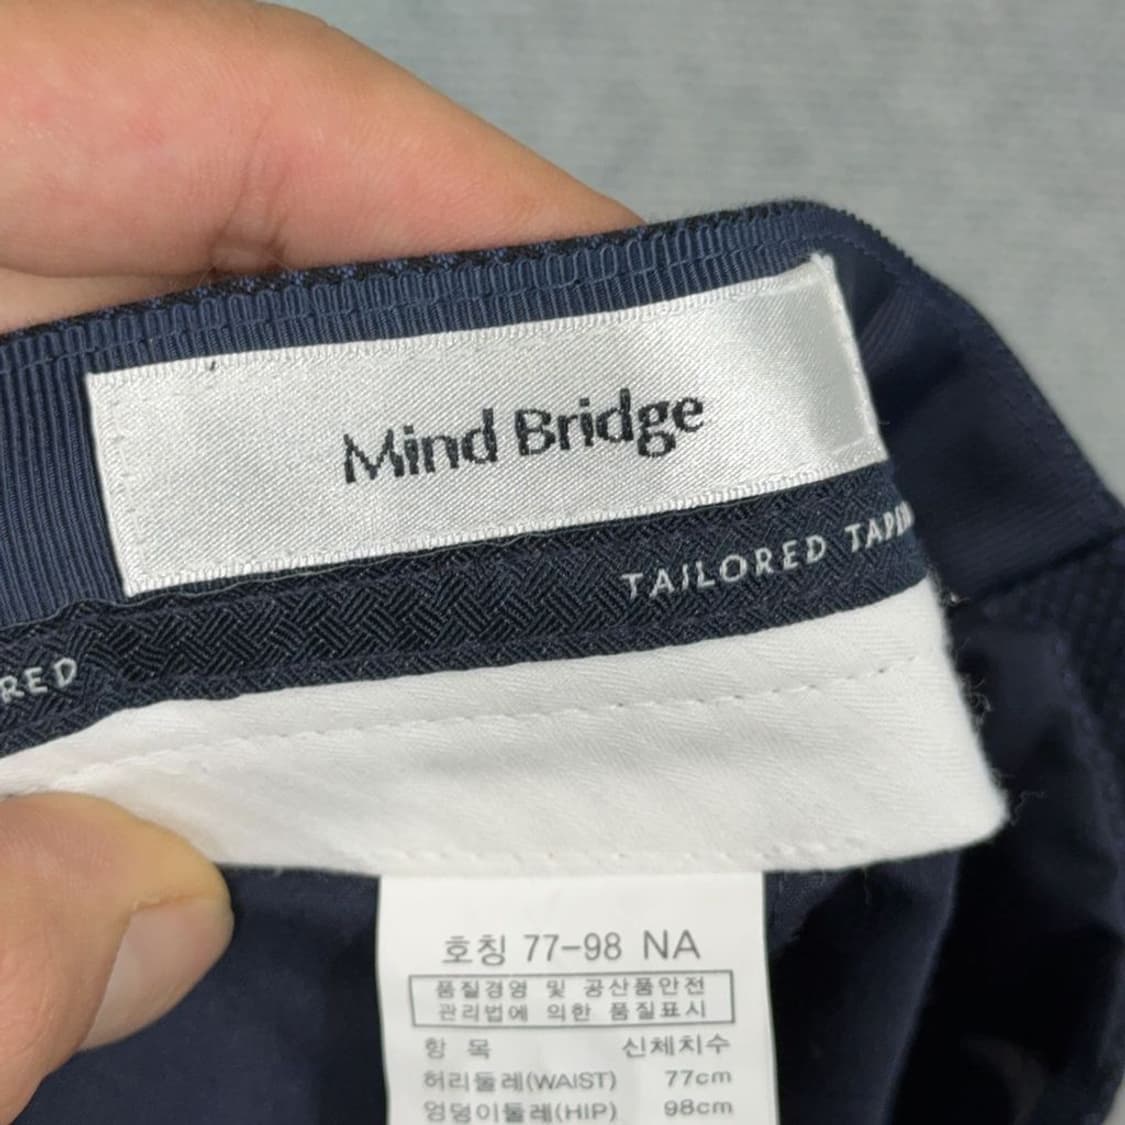 Mind Bridge
TAILORED
RED
호칭 77-98 NA
품질경영 및 공산품안전
관리법에 의한 품질표시
항 목 신체치수
허리둘레(WAIST) 77cm
엉덩이둘레(HIP) 98cm